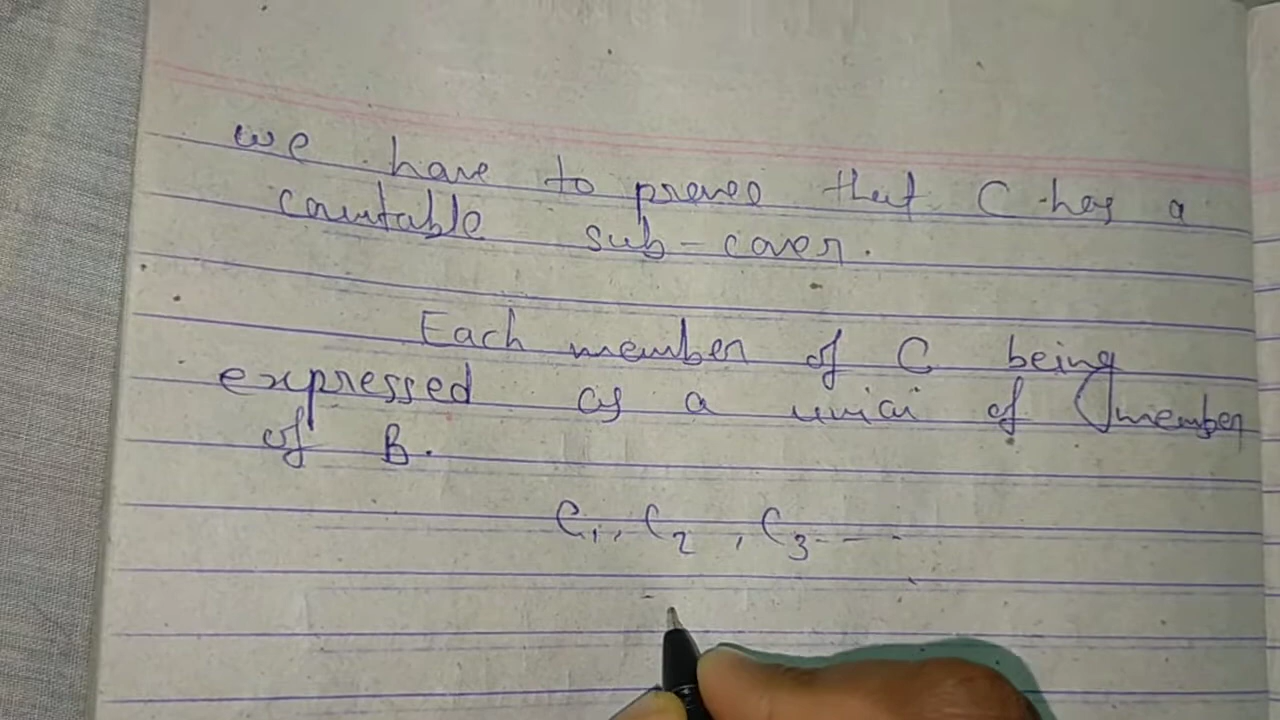 we have to prove that C has a
countable sub-cover.
Each member of C being
expressed as a union of member
of B.
C1, C2, C3 - - -